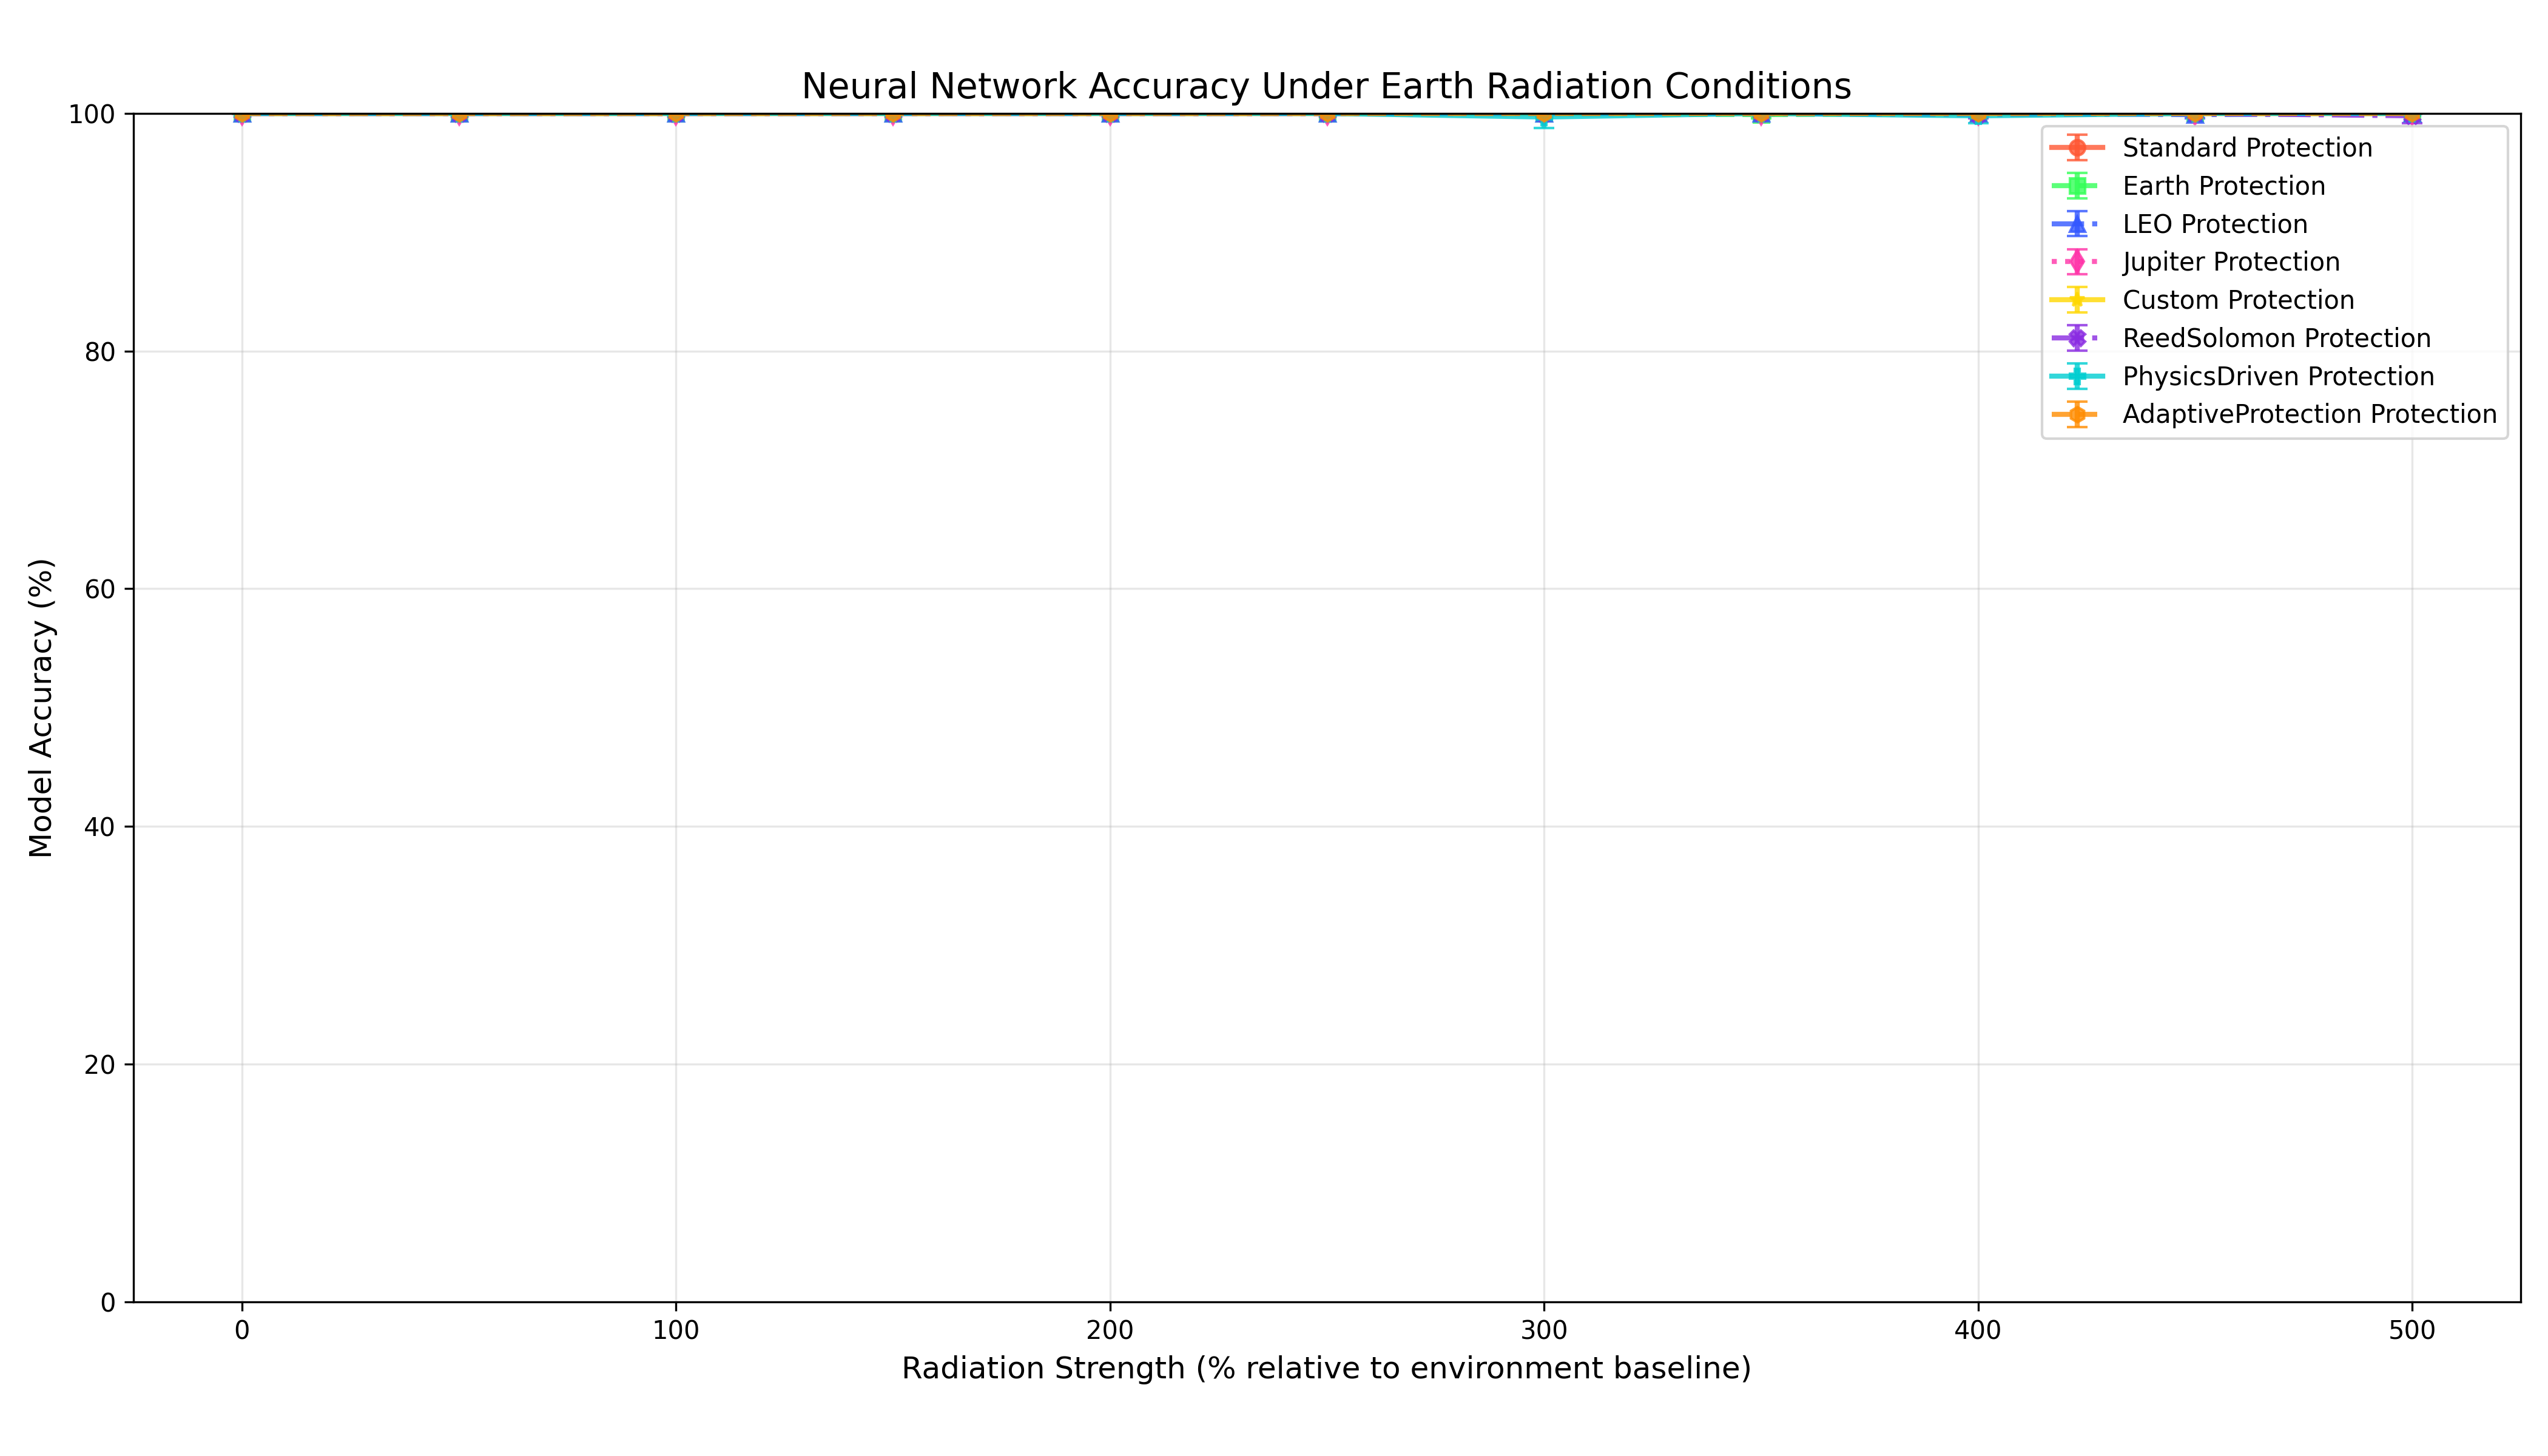 Neural Network Accuracy Under Earth Radiation Conditions
100
80
60
40
20
0
Model Accuracy (%)
Standard Protection
Earth Protection
LEO Protection
Jupiter Protection
Custom Protection
ReedSolomon Protection
PhysicsDriven Protection
AdaptiveProtection Protection
0 100 200 300 400 500
Radiation Strength (% relative to environment baseline)